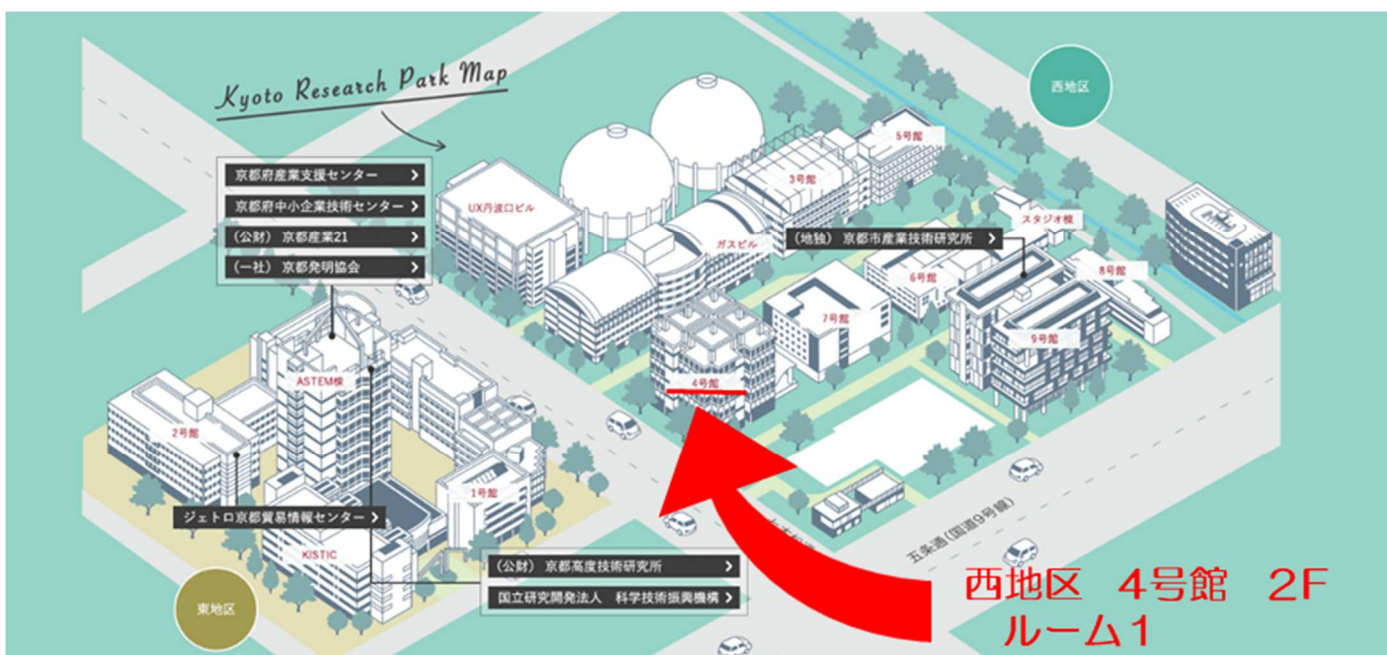 Kyoto Research Park Map
西地区
京都府産業支援センター
京都府中小企業技術センター
(公財) 京都産業21
(一社) 京都発明協会
UX丹波口ビル
5号館
3号館
ガスビル
スタジオ棟
(地独) 京都市産業技術研究所
6号館
8号館
7号館
9号館
4号館
ASTEM棟
2号館
1号館
ジェトロ京都貿易情報センター
KISTIC
五条通(国道9号線)
(公財) 京都高度技術研究所
国立研究開発法人 科学技術振興機構
東地区
西地区 4号館 2F
ルーム1